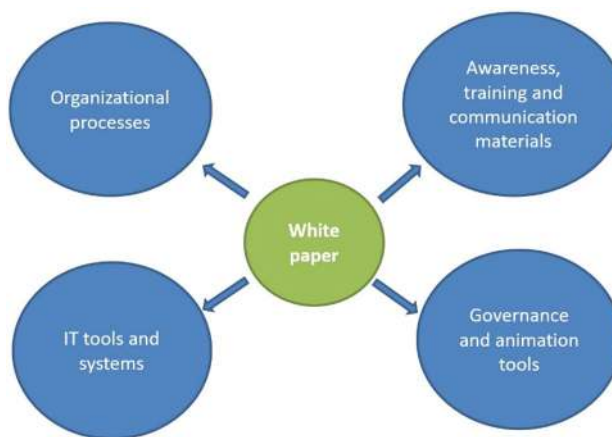 Organizational
processes
Awareness,
training and
communication
materials
White
paper
IT tools and
systems
Governance
and animation
tools